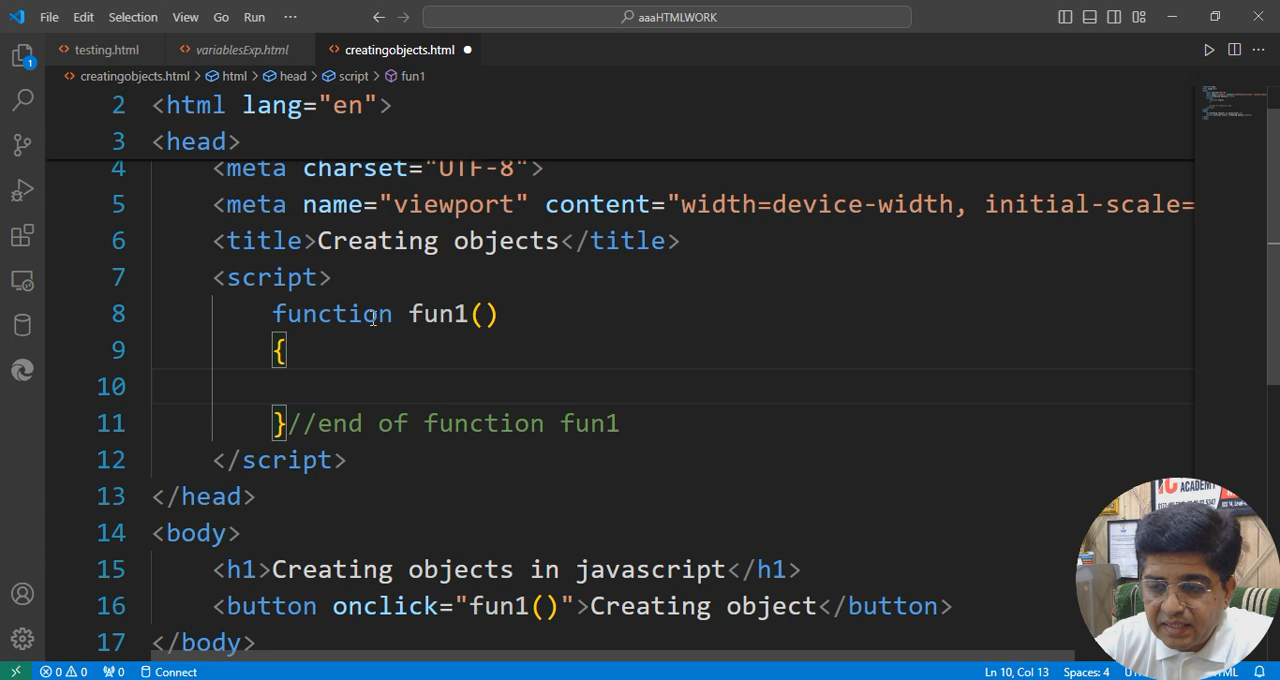 File Edit Selection View Go Run ··· aaaHTMLWORK
testing.html variablesExp.html creatingobjects.html
creatingobjects.html > html > head > script > fun1
2 <html lang="en">
3 <head>
4 <meta charset="UTF-8">
5 <meta name="viewport" content="width=device-width, initial-scale=
6 <title>Creating objects</title>
7 <script>
8 function fun1()
9 {
10
11 }//end of function fun1
12 </script>
13 </head>
14 <body>
15 <h1>Creating objects in javascript</h1>
16 <button onclick="fun1()">Creating object</button>
17 </body>
1
ACADEMY
0 0 0 Connect Ln 10, Col 13 Spaces: 4